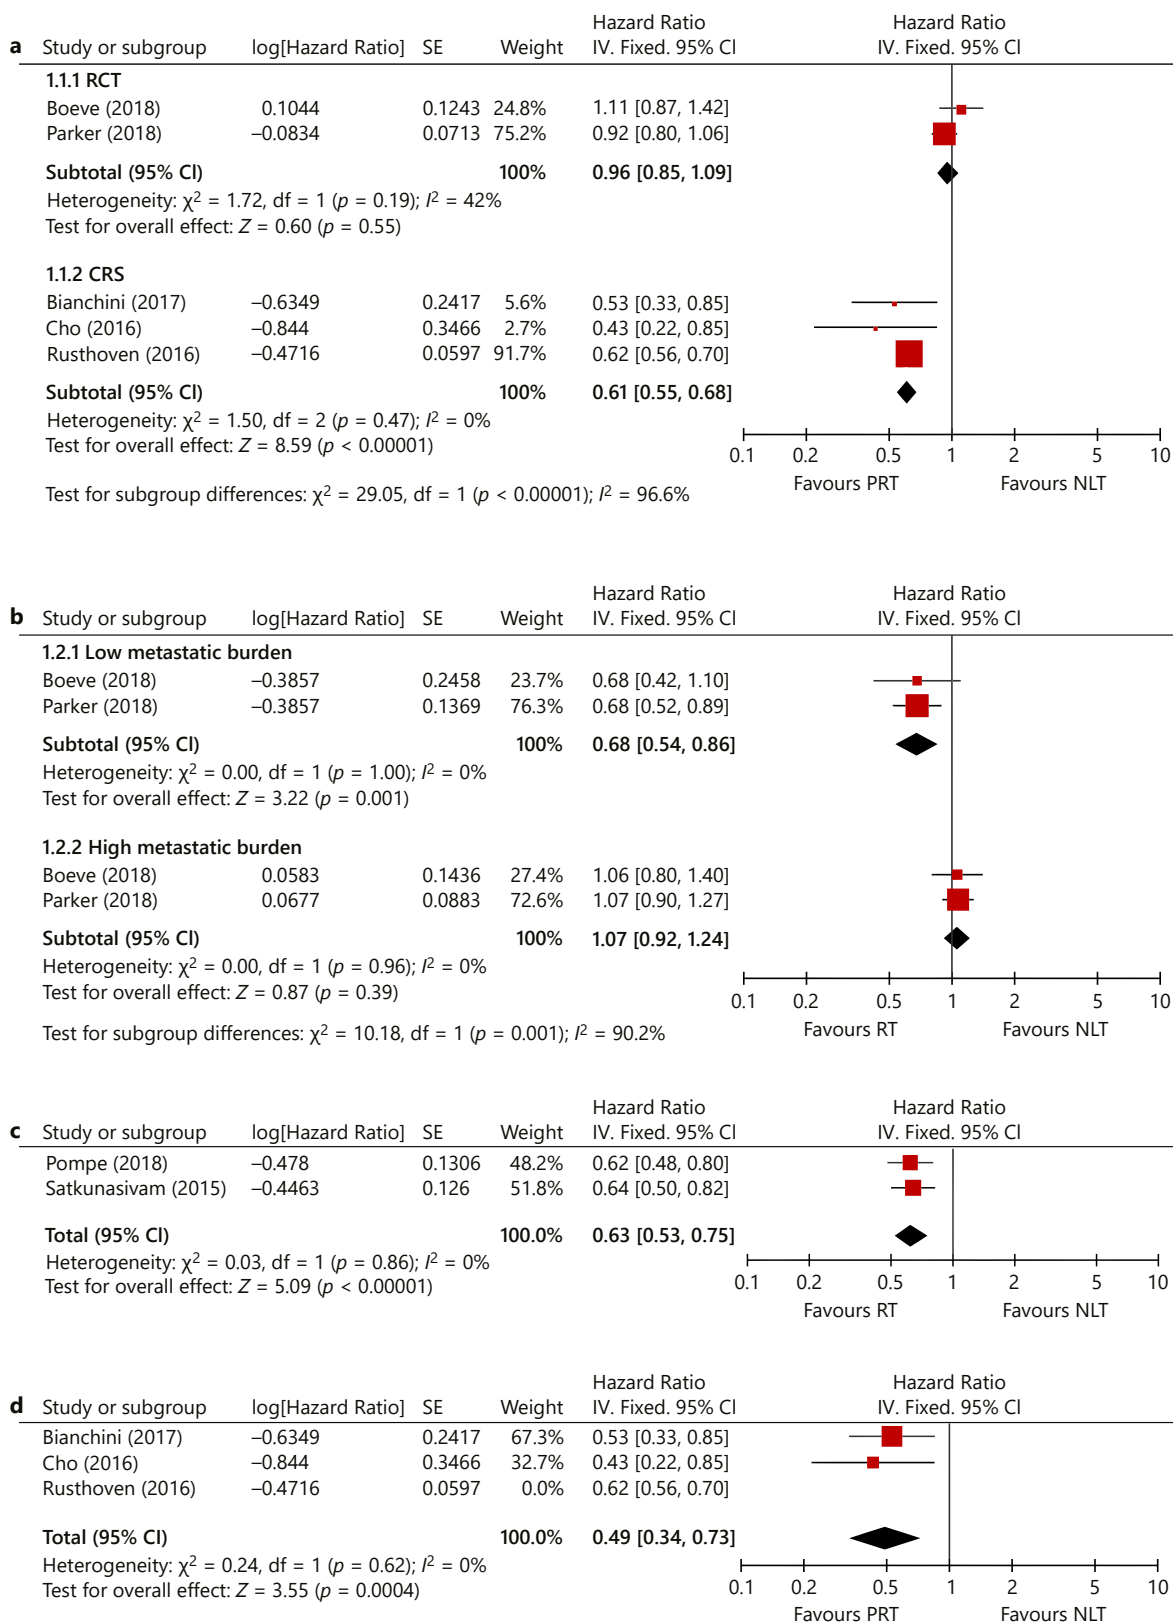 Hazard Ratio Hazard Ratio
a Study or subgroup log[Hazard Ratio] SE Weight IV. Fixed. 95% CI IV. Fixed. 95% CI
1.1.1 RCT
Boeve (2018) 0.1044 0.1243 24.8% 1.11 [0.87, 1.42]
Parker (2018) –0.0834 0.0713 75.2% 0.92 [0.80, 1.06]
Subtotal (95% CI) 100% 0.96 [0.85, 1.09]
Heterogeneity: χ² = 1.72, df = 1 (p = 0.19); I² = 42%
Test for overall effect: Z = 0.60 (p = 0.55)
1.1.2 CRS
Bianchini (2017) –0.6349 0.2417 5.6% 0.53 [0.33, 0.85]
Cho (2016) –0.844 0.3466 2.7% 0.43 [0.22, 0.85]
Rusthoven (2016) –0.4716 0.0597 91.7% 0.62 [0.56, 0.70]
Subtotal (95% CI) 100% 0.61 [0.55, 0.68]
Heterogeneity: χ² = 1.50, df = 2 (p = 0.47); I² = 0%
Test for overall effect: Z = 8.59 (p < 0.00001)
0.1 0.2 0.5 1 2 5 10
Favours PRT Favours NLT
Test for subgroup differences: χ² = 29.05, df = 1 (p < 0.00001); I² = 96.6%
Hazard Ratio Hazard Ratio
b Study or subgroup log[Hazard Ratio] SE Weight IV. Fixed. 95% CI IV. Fixed. 95% CI
1.2.1 Low metastatic burden
Boeve (2018) –0.3857 0.2458 23.7% 0.68 [0.42, 1.10]
Parker (2018) –0.3857 0.1369 76.3% 0.68 [0.52, 0.89]
Subtotal (95% CI) 100% 0.68 [0.54, 0.86]
Heterogeneity: χ² = 0.00, df = 1 (p = 1.00); I² = 0%
Test for overall effect: Z = 3.22 (p = 0.001)
1.2.2 High metastatic burden
Boeve (2018) 0.0583 0.1436 27.4% 1.06 [0.80, 1.40]
Parker (2018) 0.0677 0.0883 72.6% 1.07 [0.90, 1.27]
Subtotal (95% CI) 100% 1.07 [0.92, 1.24]
Heterogeneity: χ² = 0.00, df = 1 (p = 0.96); I² = 0%
Test for overall effect: Z = 0.87 (p = 0.39)
0.1 0.2 0.5 1 2 5 10
Favours RT Favours NLT
Test for subgroup differences: χ² = 10.18, df = 1 (p = 0.001); I² = 90.2%
Hazard Ratio Hazard Ratio
c Study or subgroup log[Hazard Ratio] SE Weight IV. Fixed. 95% CI IV. Fixed. 95% CI
Pompe (2018) –0.478 0.1306 48.2% 0.62 [0.48, 0.80]
Satkunasivam (2015) –0.4463 0.126 51.8% 0.64 [0.50, 0.82]
Total (95% CI) 100.0% 0.63 [0.53, 0.75]
Heterogeneity: χ² = 0.03, df = 1 (p = 0.86); I² = 0%
Test for overall effect: Z = 5.09 (p < 0.00001)
0.1 0.2 0.5 1 2 5 10
Favours RT Favours NLT
Hazard Ratio Hazard Ratio
d Study or subgroup log[Hazard Ratio] SE Weight IV. Fixed. 95% CI IV. Fixed. 95% CI
Bianchini (2017) –0.6349 0.2417 67.3% 0.53 [0.33, 0.85]
Cho (2016) –0.844 0.3466 32.7% 0.43 [0.22, 0.85]
Rusthoven (2016) –0.4716 0.0597 0.0% 0.62 [0.56, 0.70]
Total (95% CI) 100.0% 0.49 [0.34, 0.73]
Heterogeneity: χ² = 0.24, df = 1 (p = 0.62); I² = 0%
Test for overall effect: Z = 3.55 (p = 0.0004)
0.1 0.2 0.5 1 2 5 10
Favours PRT Favours NLT